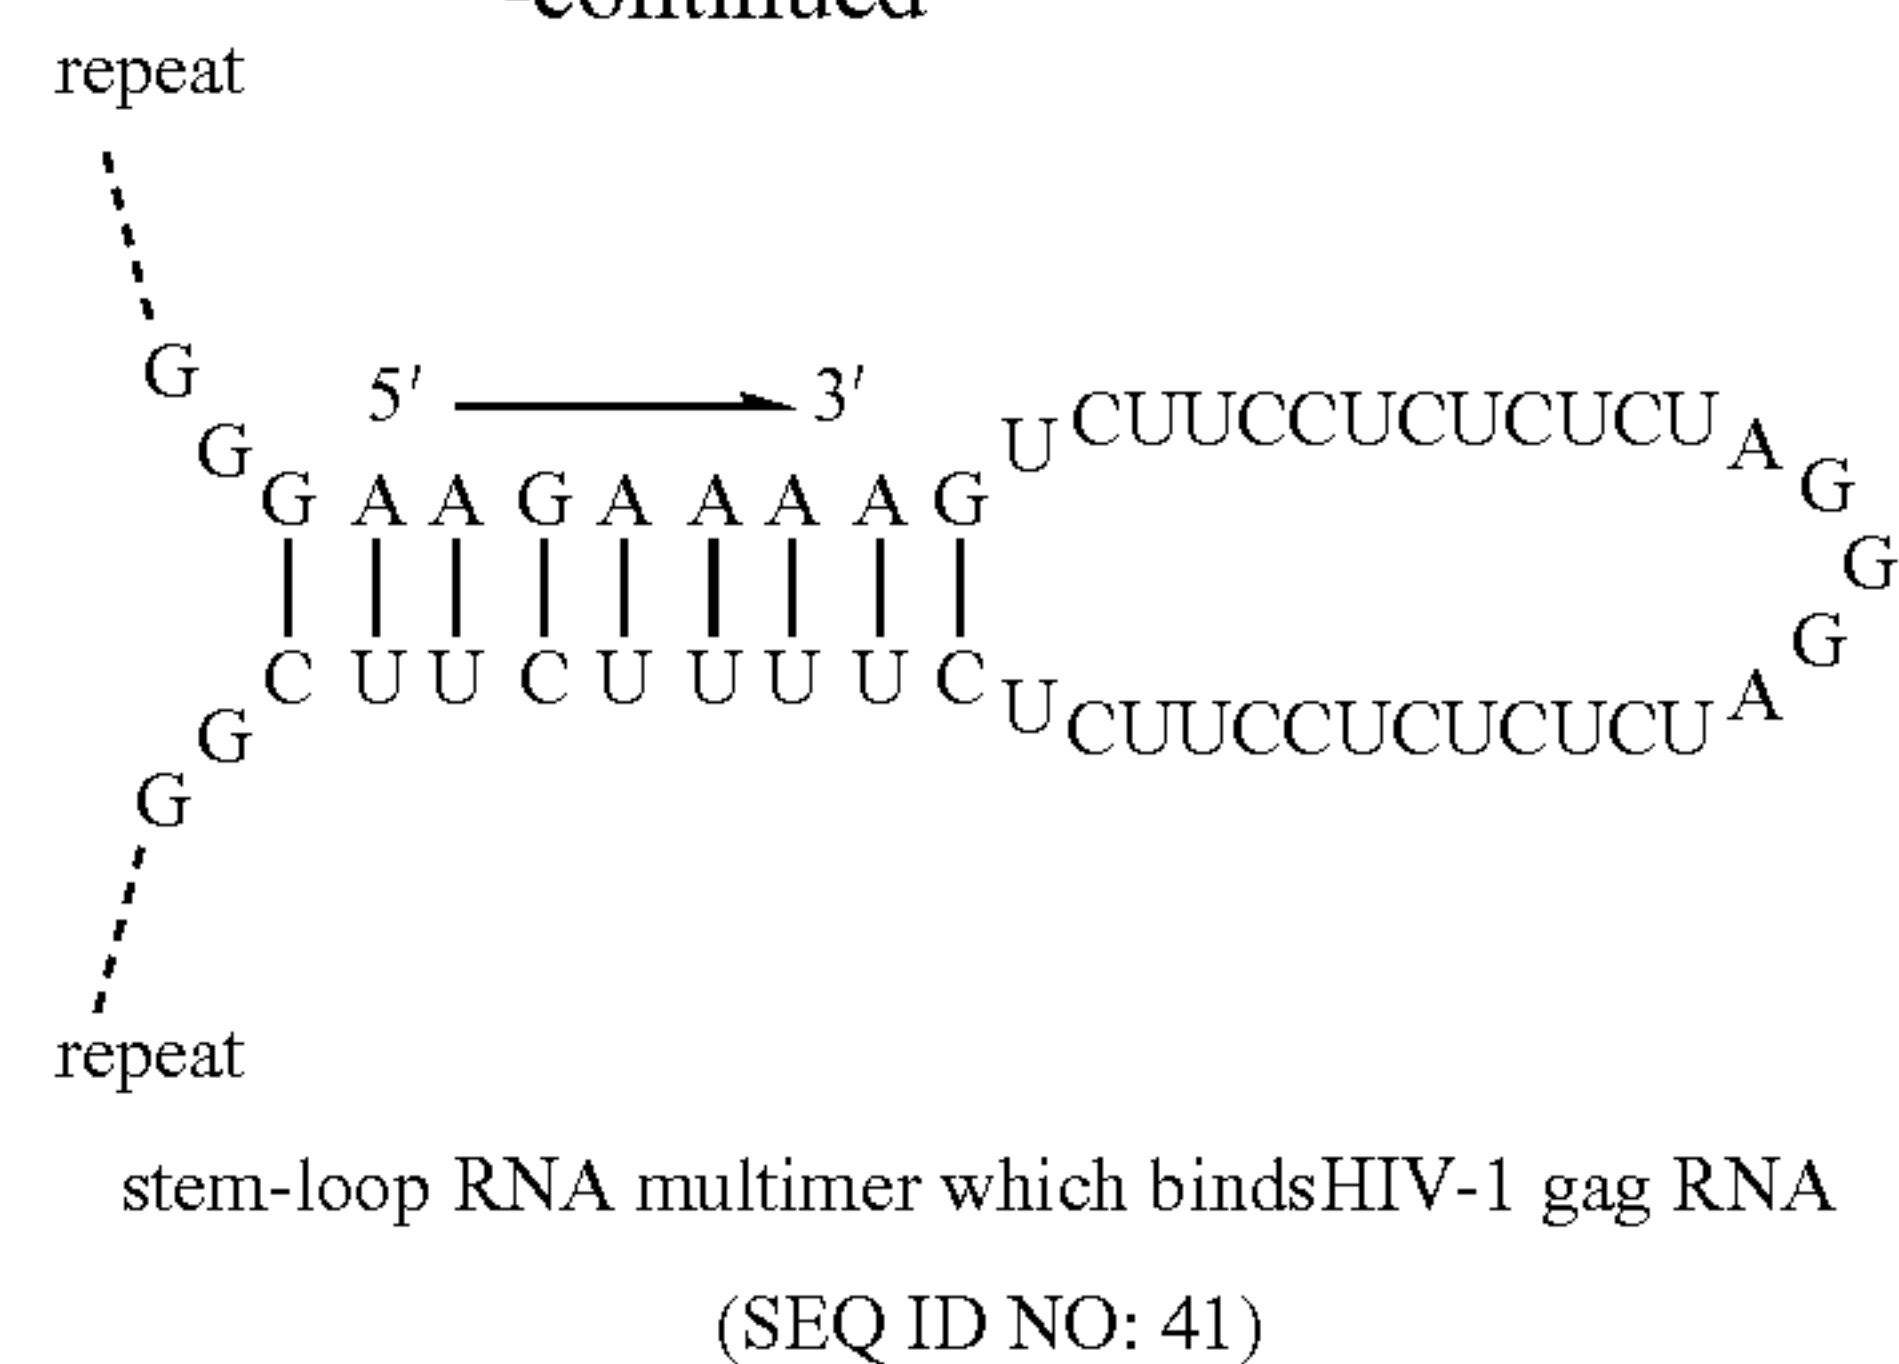 -continued
repeat
G
G
5′ 3′
G A A G A A A A G
U CUUCCUCUCUCU A
G
G
G
C U U C U U U U C
U CUUCCUCUCUCU A
G
G
repeat
stem-loop RNA multimer which bindsHIV-1 gag RNA
(SEQ ID NO: 41)